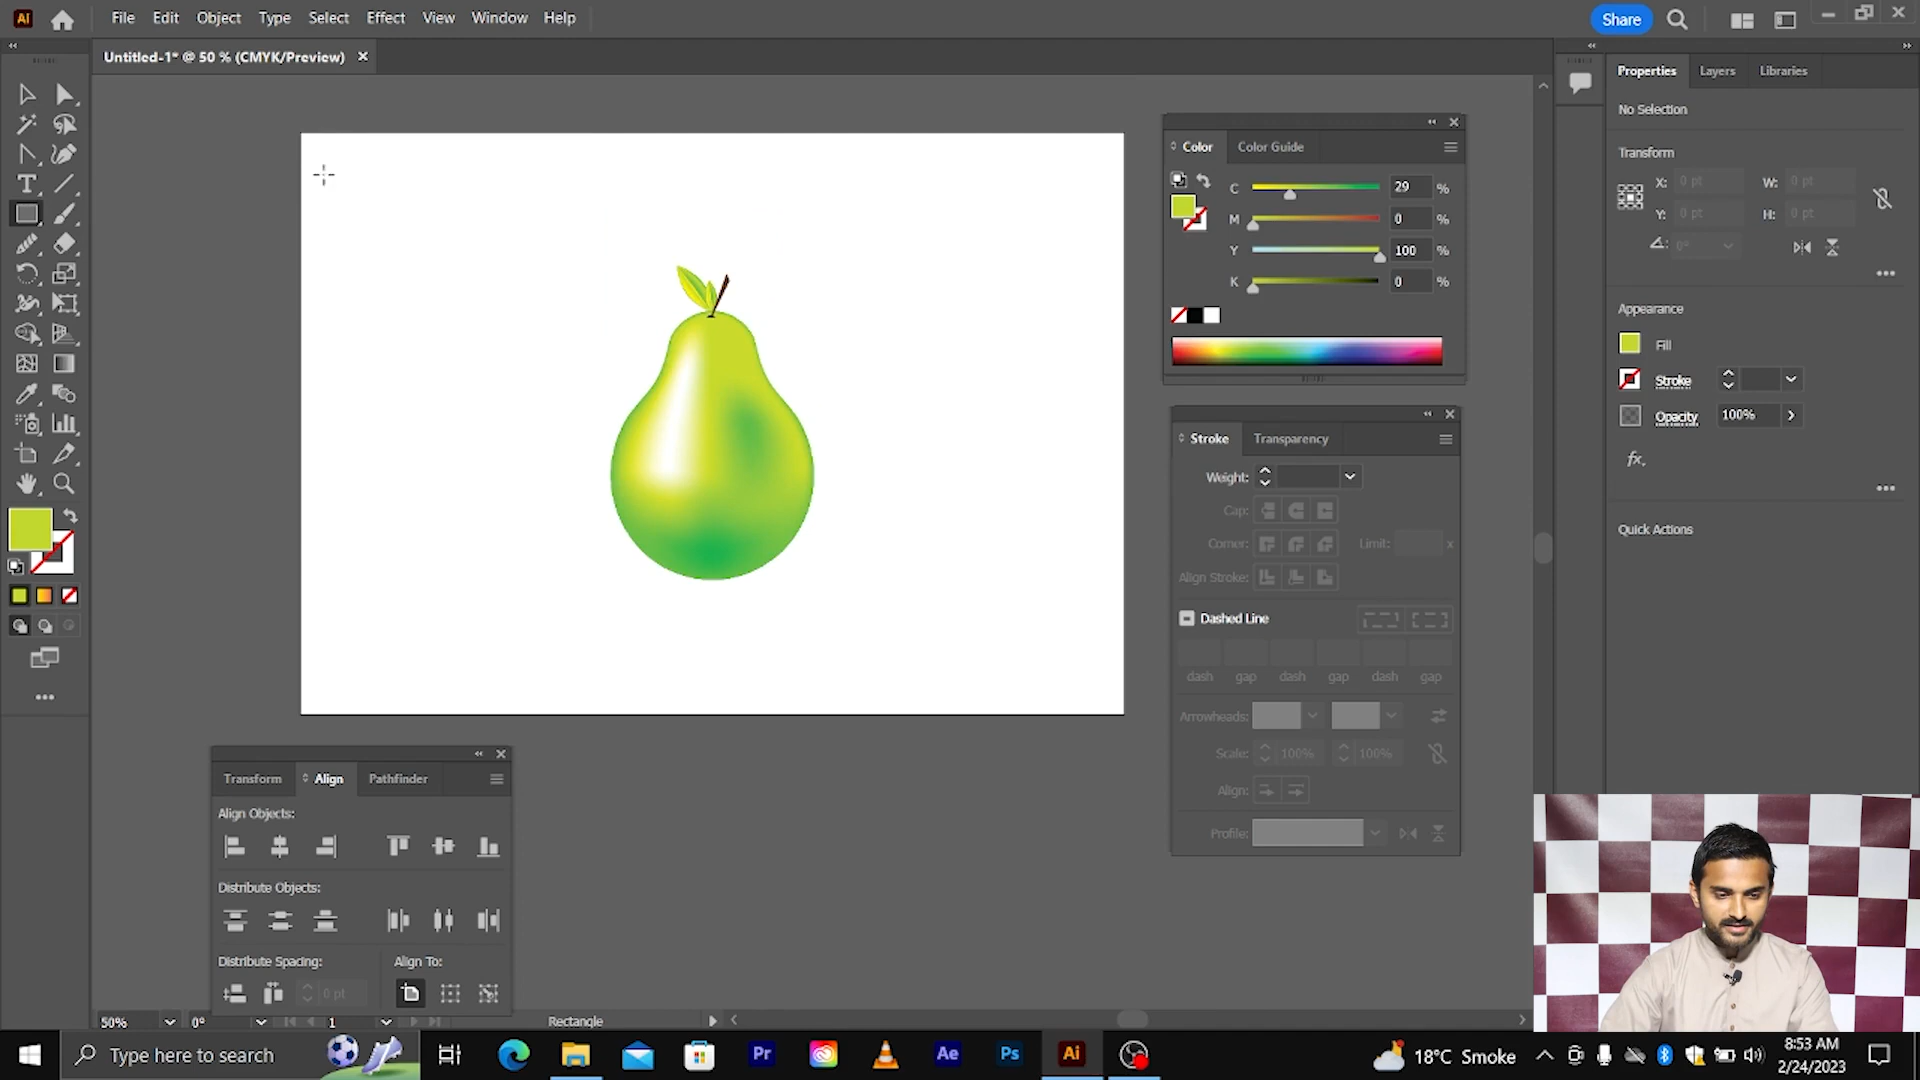 Ai File Edit Object Type Select Effect View Window Help Share
Untitled-1* @ 50 % (CMYK/Preview)
T
50% 0° 1 Rectangle
Color Color Guide
C 29 %
M 0 %
Y 100 %
K 0 %
Stroke Transparency
Weight:
Cap:
Corner: Limit: x
Align Stroke:
Dashed Line
dash gap dash gap dash gap
Arrowheads:
Scale: 100% 100%
Align:
Profile:
Transform Align Pathfinder
Align Objects:
Distribute Objects:
Distribute Spacing: Align To:
0 pt
Properties Layers Libraries
No Selection
Transform
X: 0 pt W: 0 pt
Y: 0 pt H: 0 pt
0°
Appearance
Fill
Stroke
Opacity 100%
fx.
Quick Actions
Type here to search Pr Ae Ps Ai 18°C Smoke 8:53 AM
2/24/2023